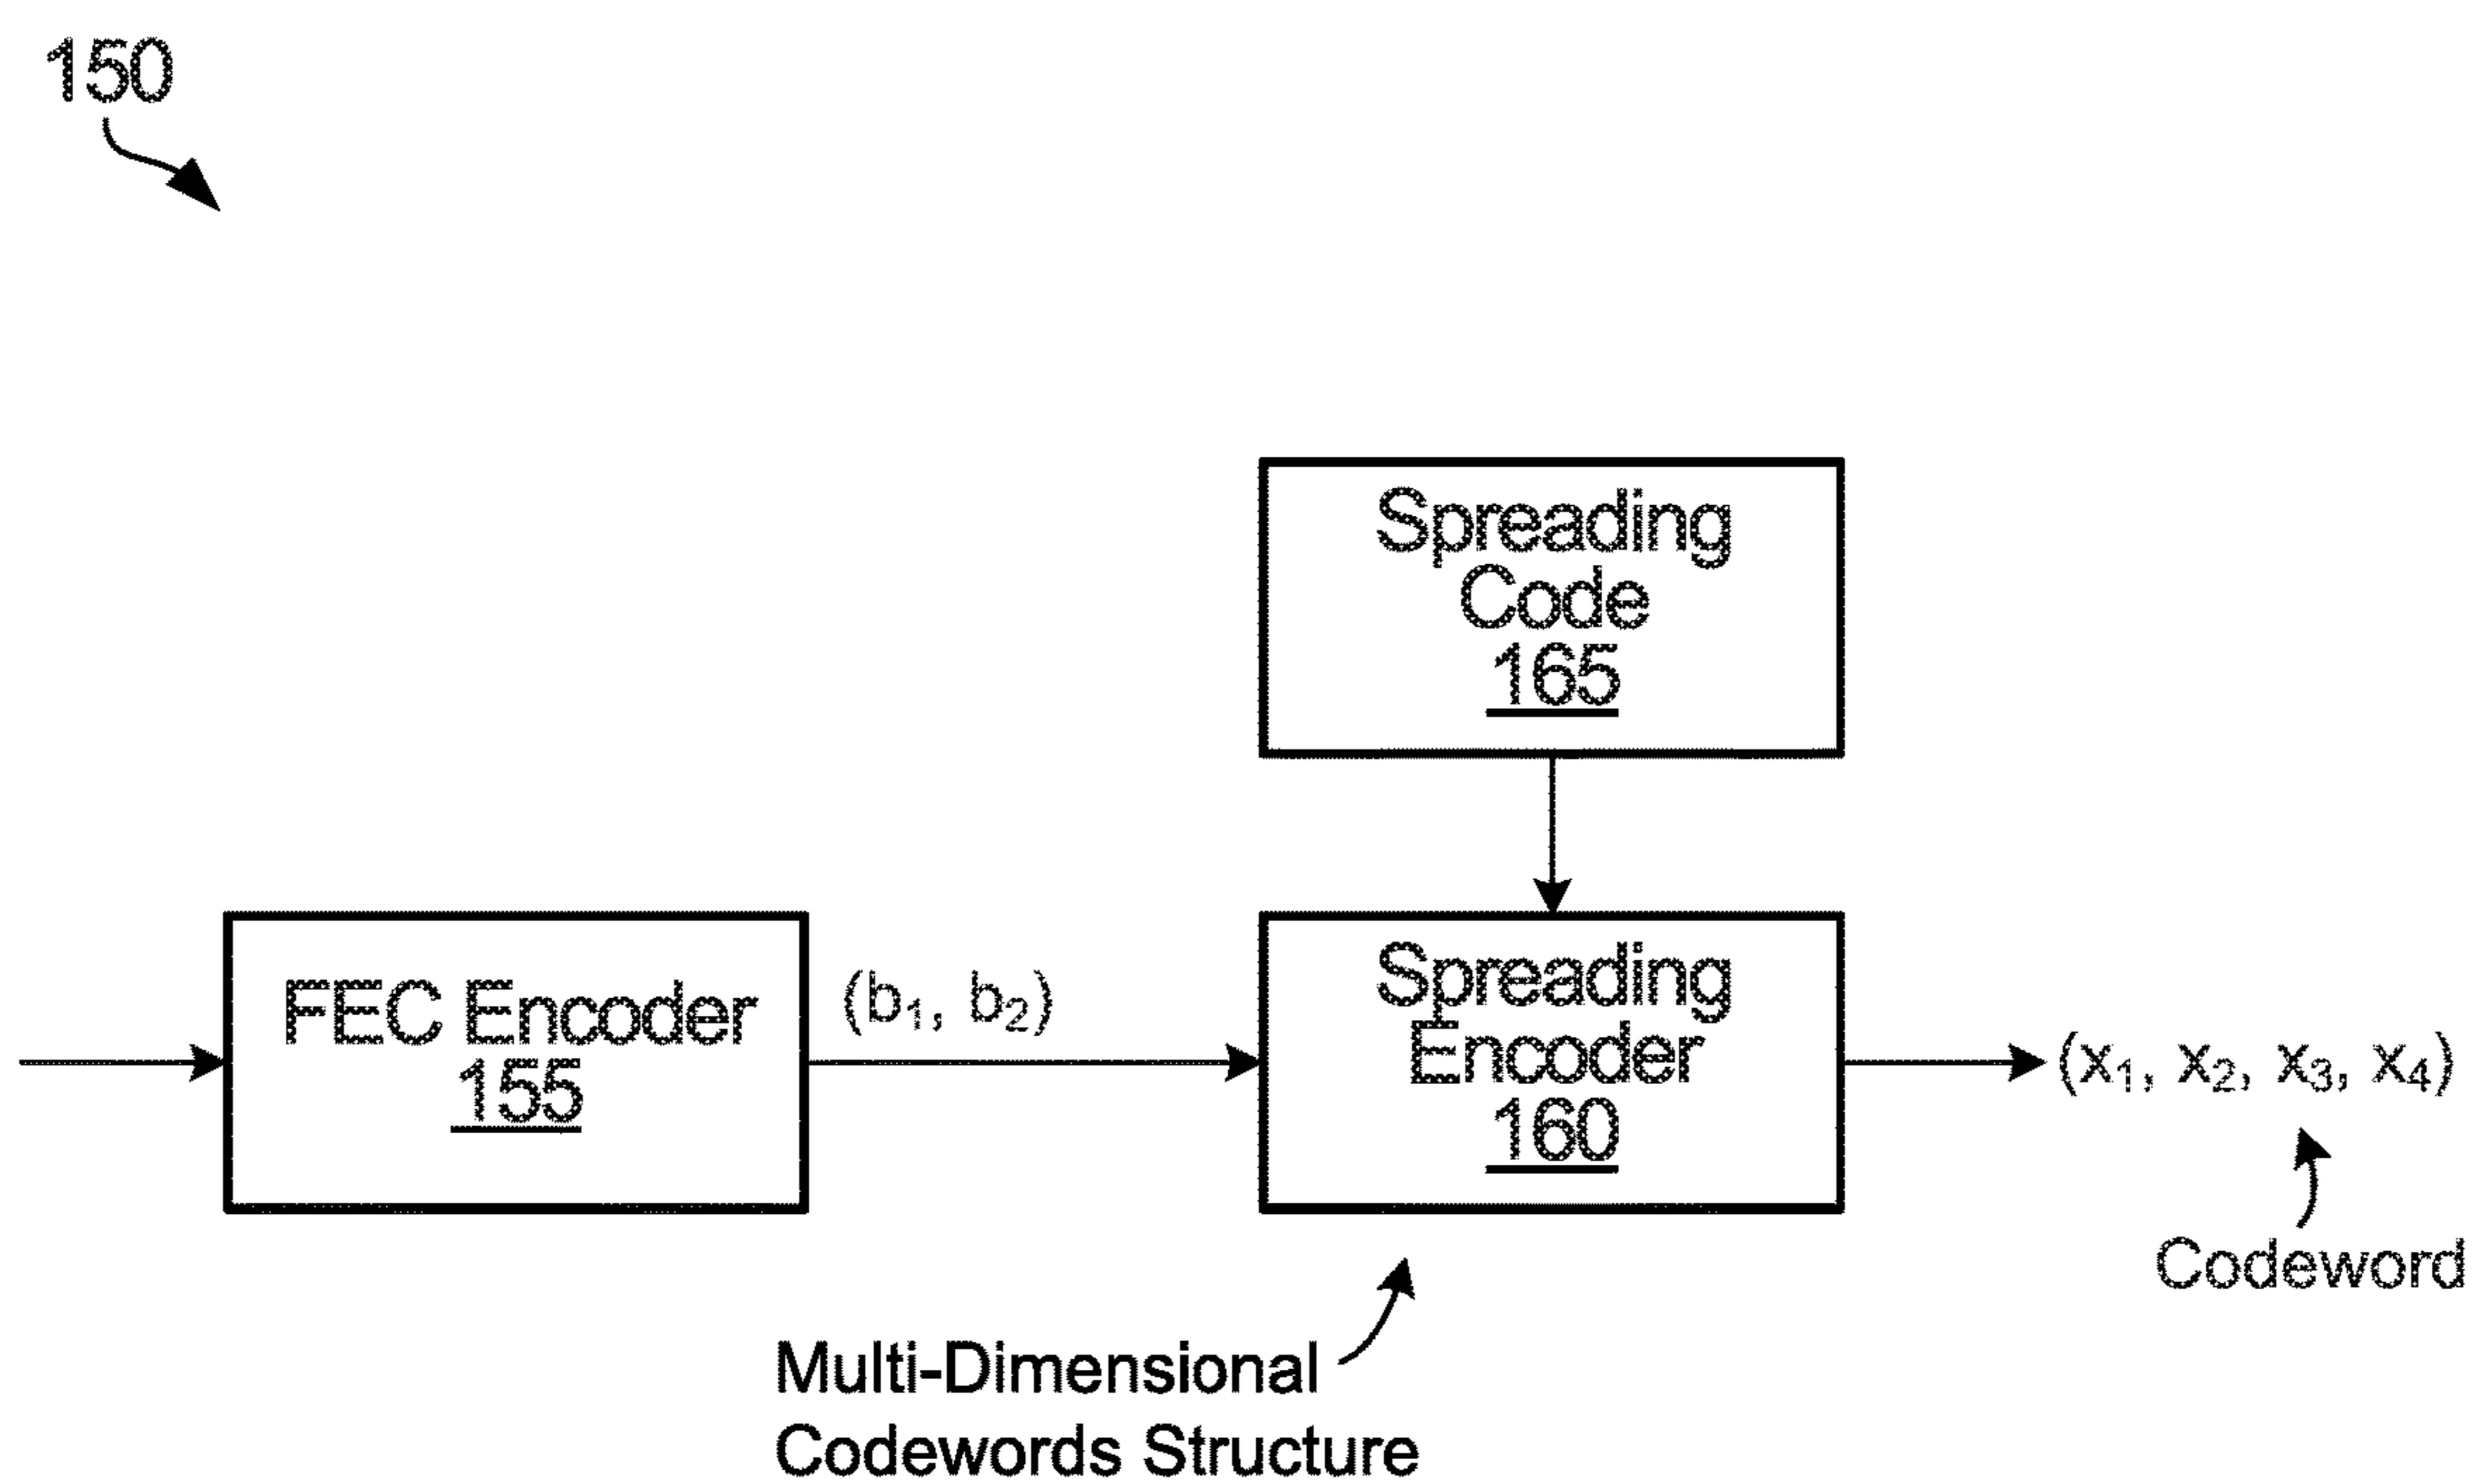 150
Spreading
Code
165
FEC Encoder
155
(b₁, b₂)
Spreading
Encoder
160
(x₁, x₂, x₃, x₄)
Codeword
Multi-Dimensional
Codewords Structure